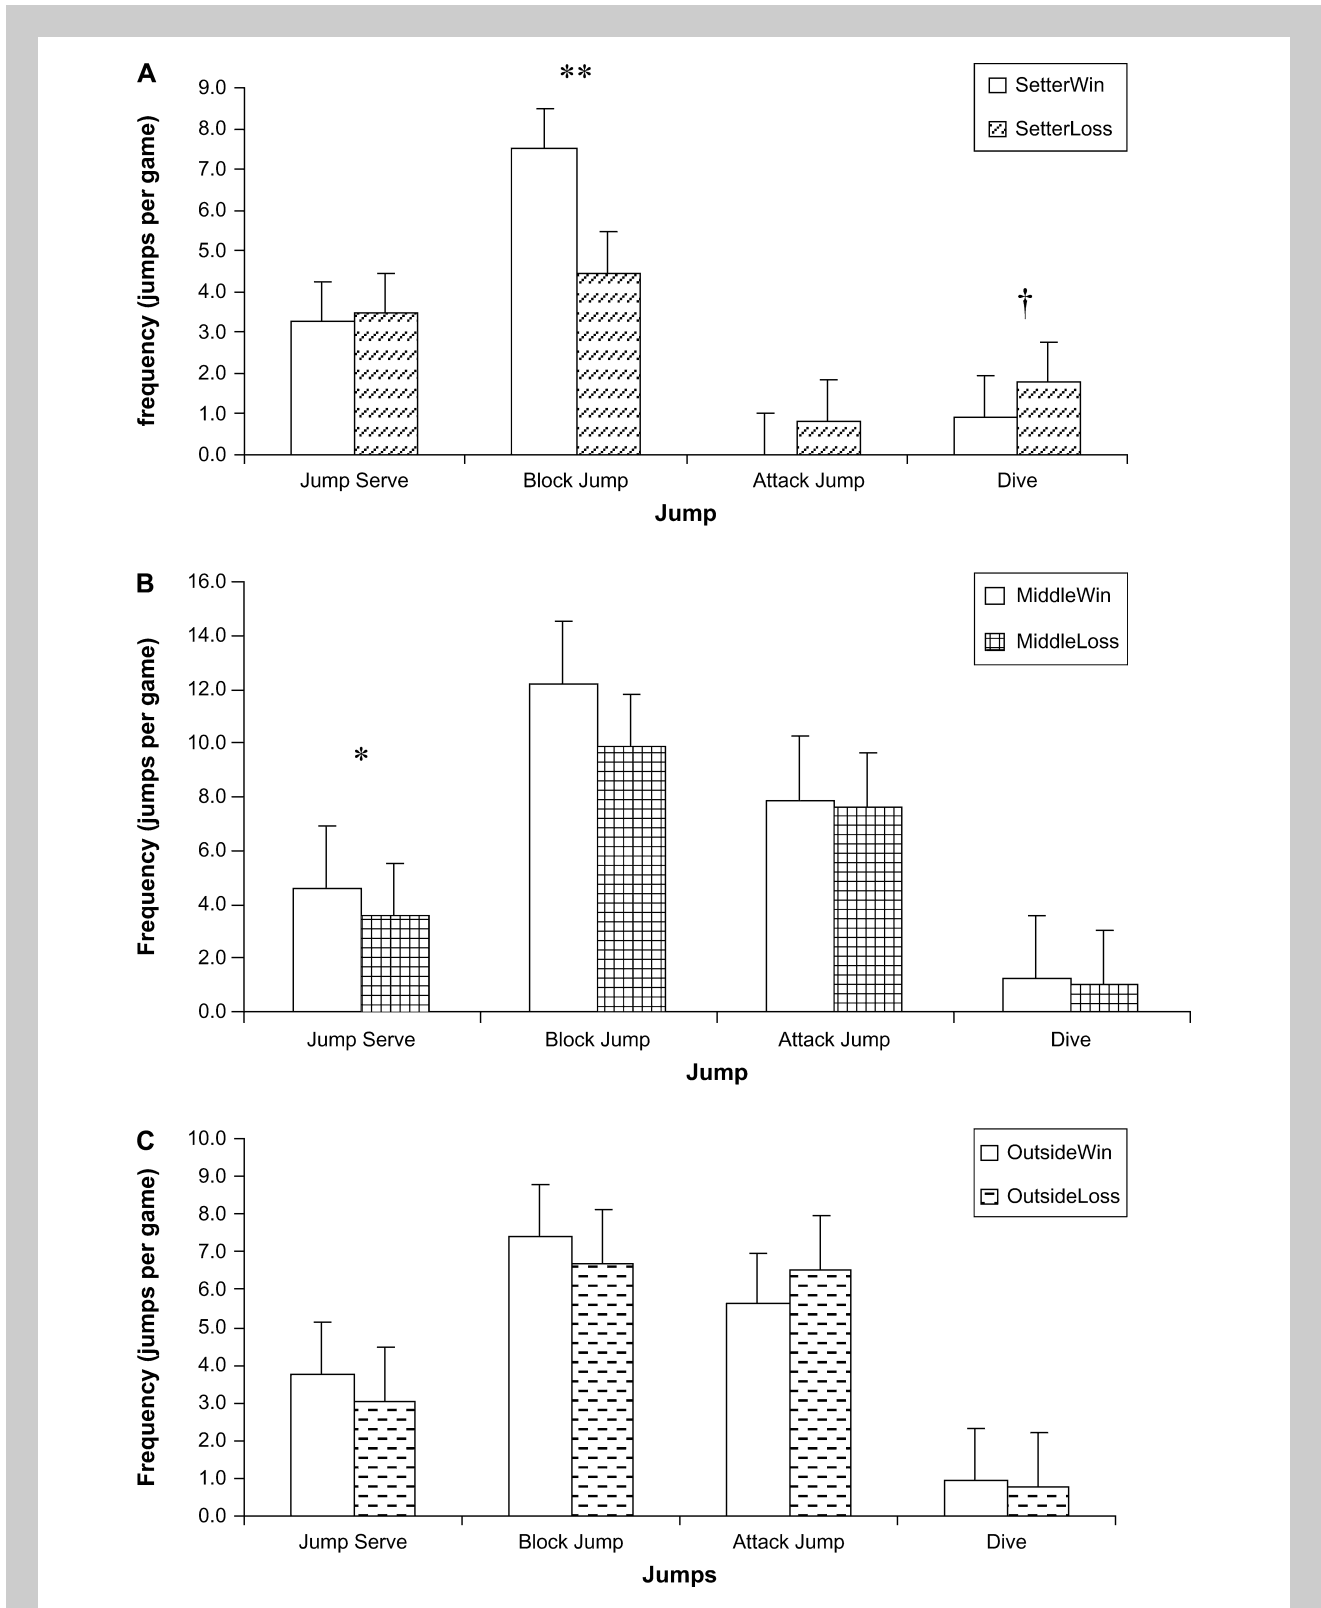 A
**
SetterWin
SetterLoss
frequency (jumps per game)
9.0
8.0
7.0
6.0
5.0
4.0
3.0
2.0
1.0
0.0
†
Jump Serve Block Jump Attack Jump Dive
Jump
B
MiddleWin
MiddleLoss
Frequency (jumps per game)
16.0
14.0
12.0
10.0
8.0
6.0
4.0
2.0
0.0
*
Jump Serve Block Jump Attack Jump Dive
Jump
C
OutsideWin
OutsideLoss
Frequency (jumps per game)
10.0
9.0
8.0
7.0
6.0
5.0
4.0
3.0
2.0
1.0
0.0
Jump Serve Block Jump Attack Jump Dive
Jumps